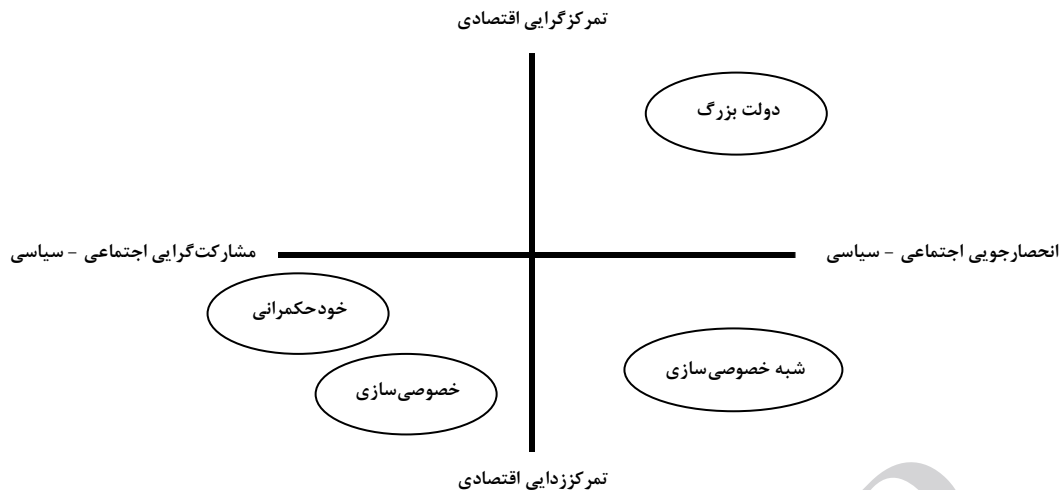 تمرکزگرایی اقتصادی
دولت بزرگ
انحصارجویی اجتماعی - سیاسی
مشارکت‌گرایی اجتماعی - سیاسی
خودحکمرانی
شبه خصوصی‌سازی
خصوصی‌سازی
تمرکززدایی اقتصادی